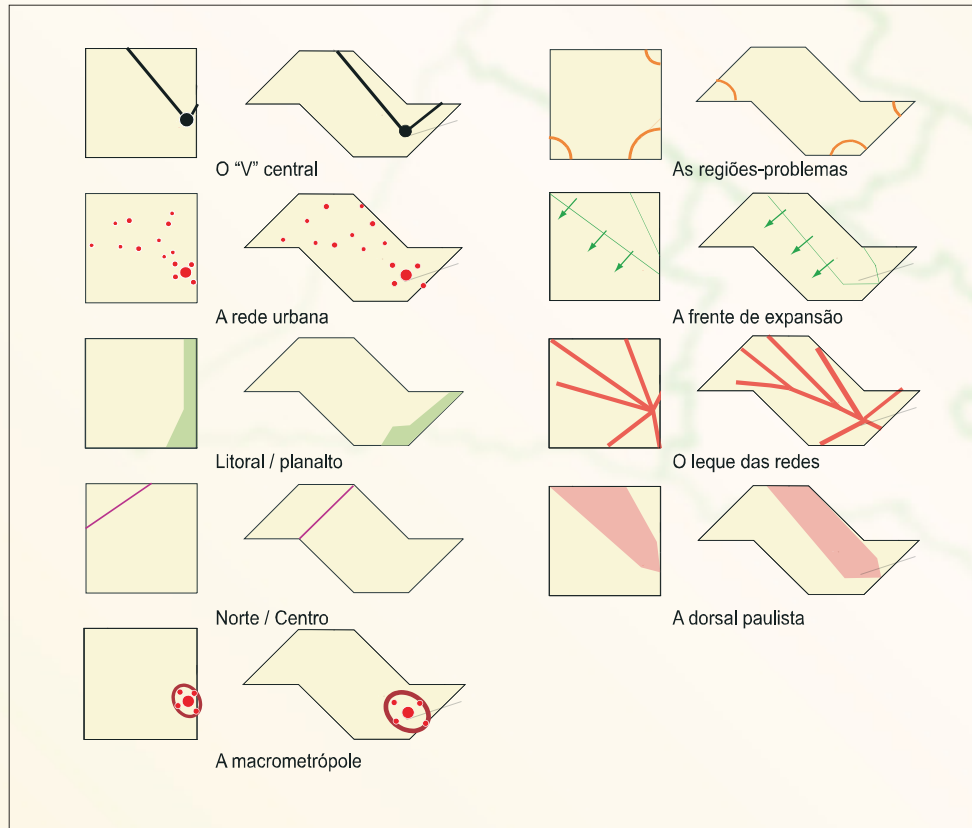 O "V" central
A rede urbana
Litoral / planalto
Norte / Centro
A macrometrópole
As regiões-problemas
A frente de expansão
O leque das redes
A dorsal paulista